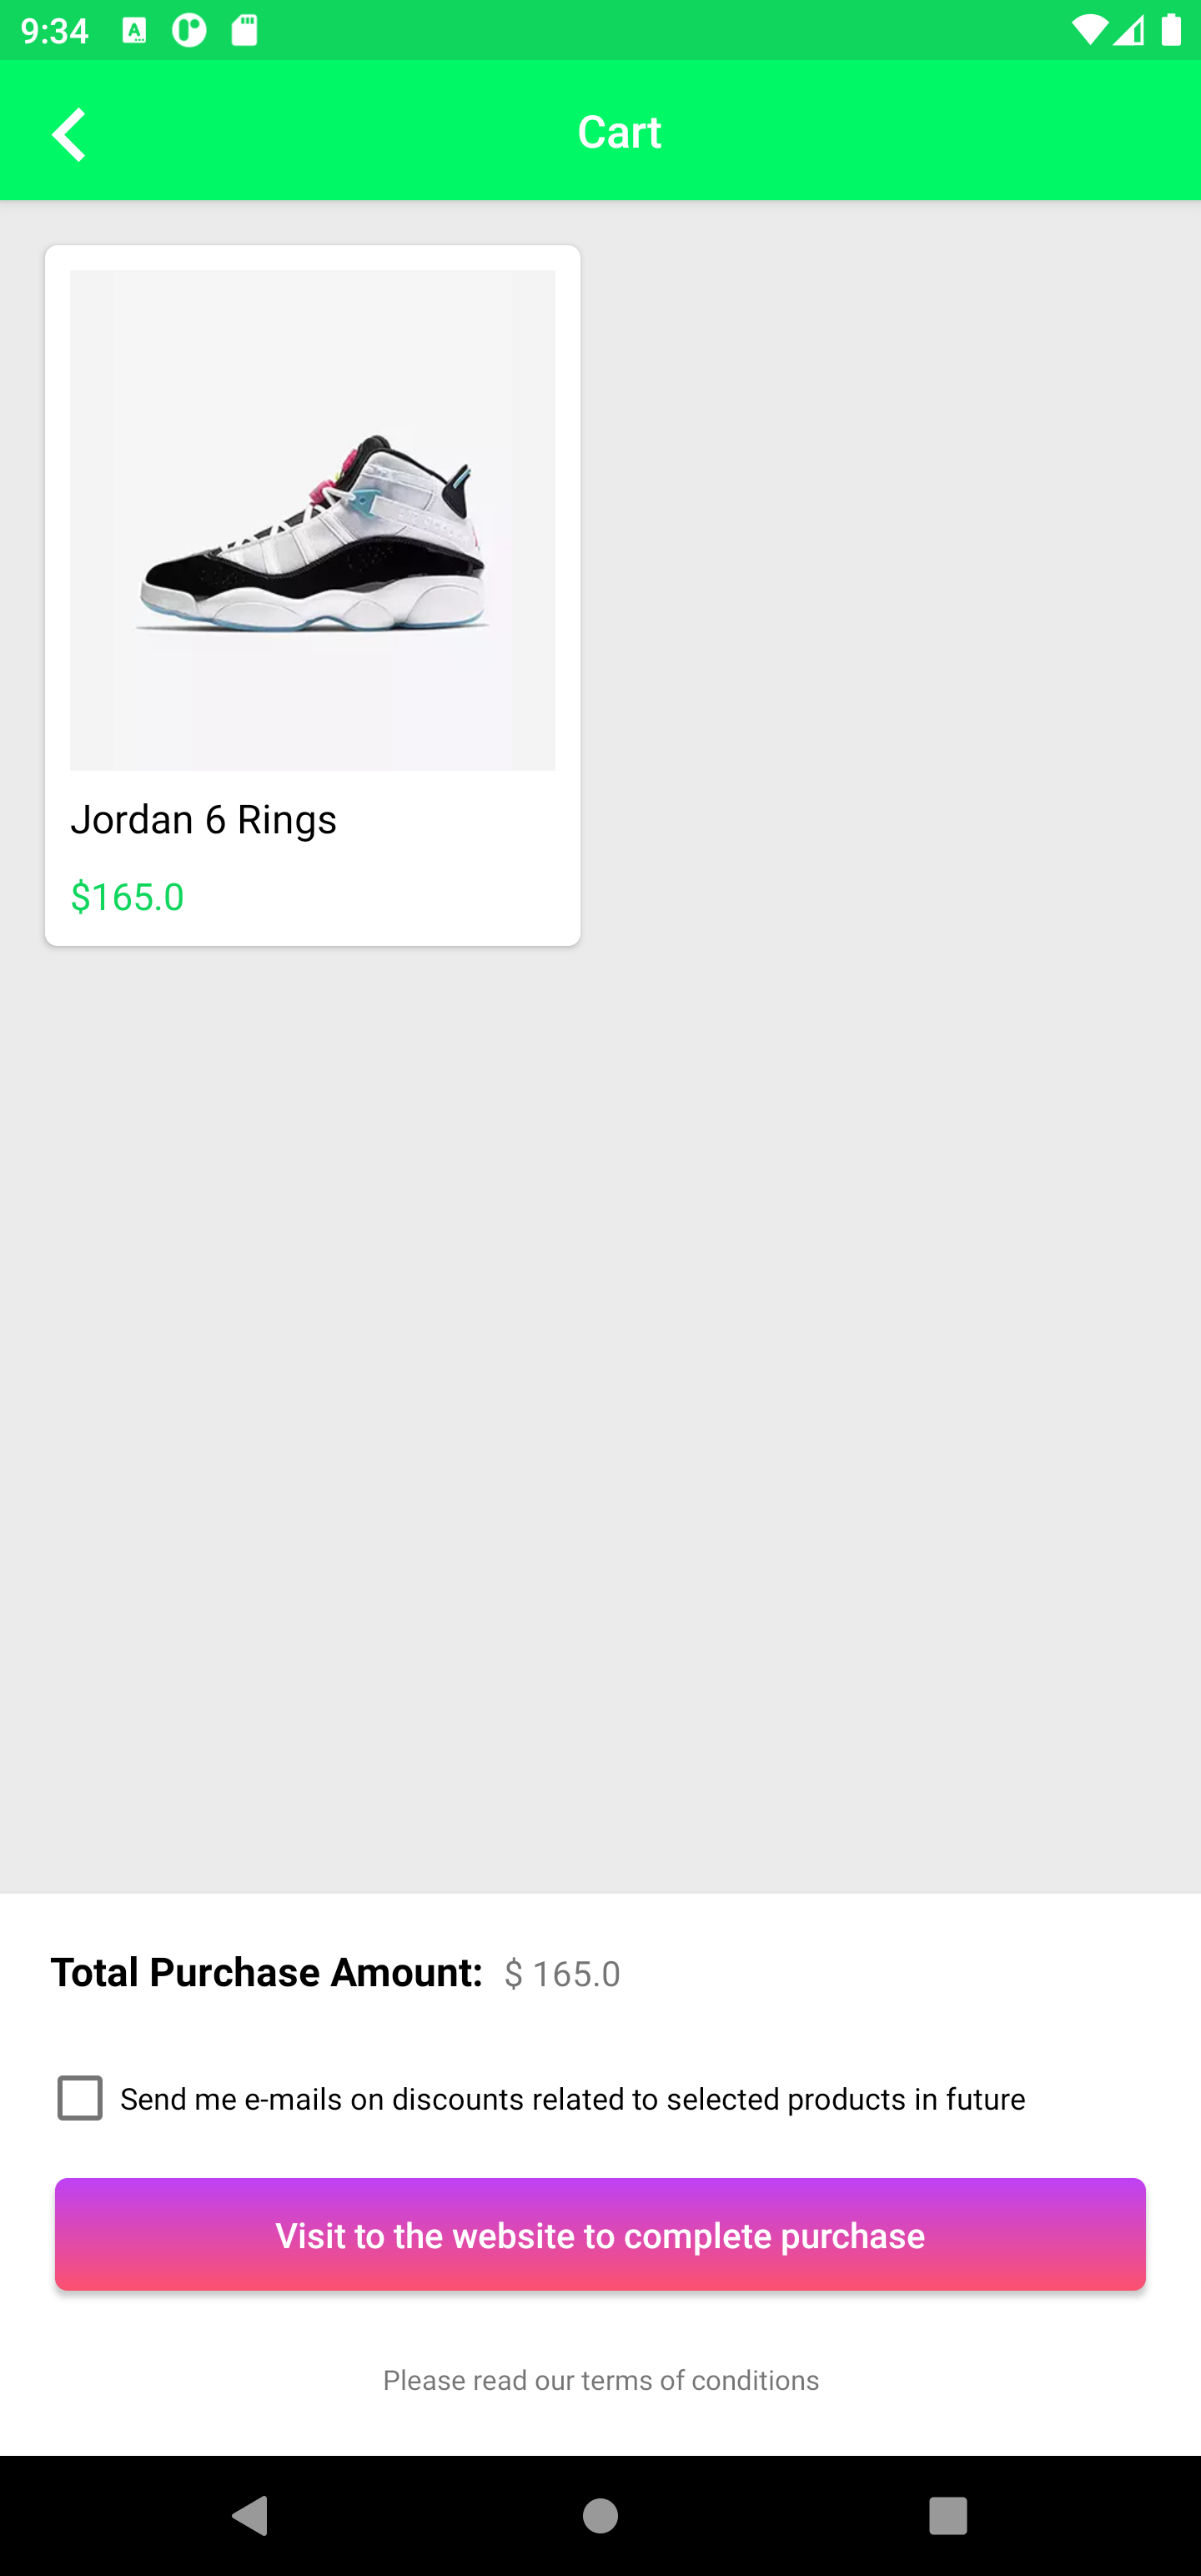 9:34
Cart
Jordan 6 Rings
$165.0
Total Purchase Amount: $ 165.0
Send me e-mails on discounts related to selected products in future
Visit to the website to complete purchase
Please read our terms of conditions